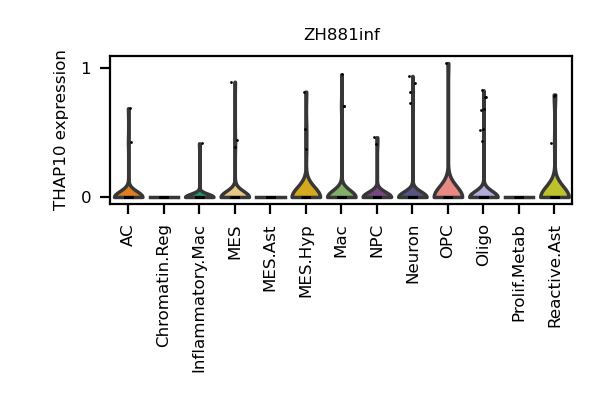 ZH881inf
THAP10 expression
1
0
AC
Chromatin.Reg
Inflammatory.Mac
MES
MES.Ast
MES.Hyp
Mac
NPC
Neuron
OPC
Oligo
Prolif.Metab
Reactive.Ast